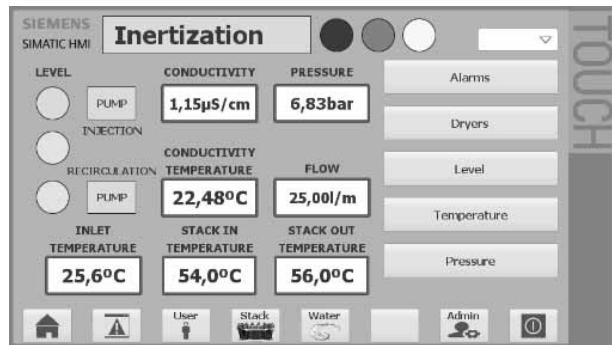 SIEMENS
SIMATIC HMI
Inertization
TOUCH
LEVEL
CONDUCTIVITY
PRESSURE
Alarms
PUMP
1,15µS/cm
6,83bar
INJECTION
Dryers
CONDUCTIVITY
RECIRCULATION
TEMPERATURE
FLOW
Level
PUMP
22,48ºC
25,00l/m
Temperature
INLET
TEMPERATURE
STACK IN
TEMPERATURE
STACK OUT
TEMPERATURE
Pressure
25,6ºC
54,0ºC
56,0ºC
User
Stack
Water
Admin